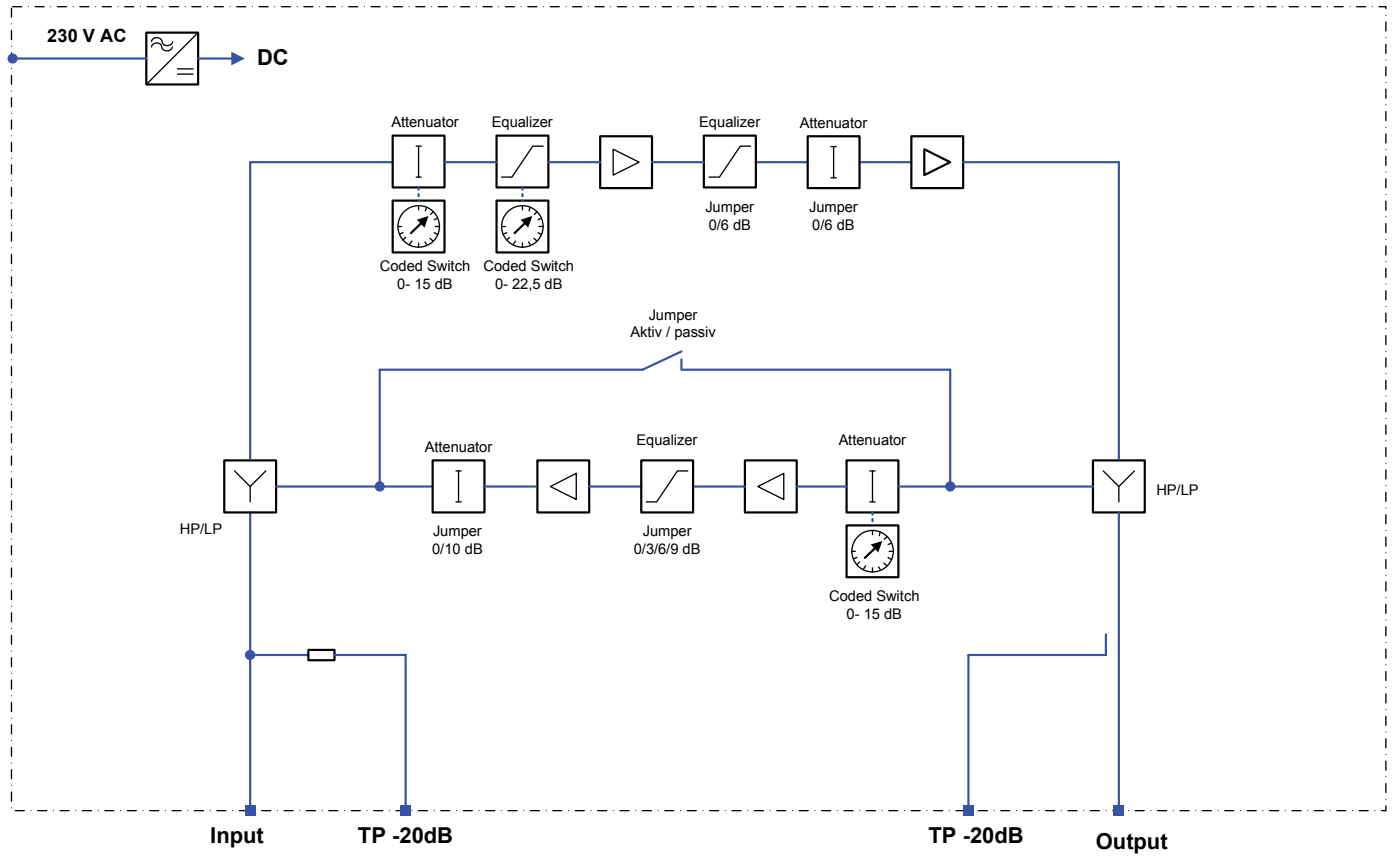 230 V AC
DC
Attenuator
Equalizer
Equalizer
Attenuator
Jumper
0/6 dB
Jumper
0/6 dB
Coded Switch
0- 15 dB
Coded Switch
0- 22,5 dB
Jumper
Aktiv / passiv
Attenuator
Equalizer
Attenuator
HP/LP
HP/LP
Jumper
0/10 dB
Jumper
0/3/6/9 dB
Coded Switch
0- 15 dB
Input
TP -20dB
TP -20dB
Output